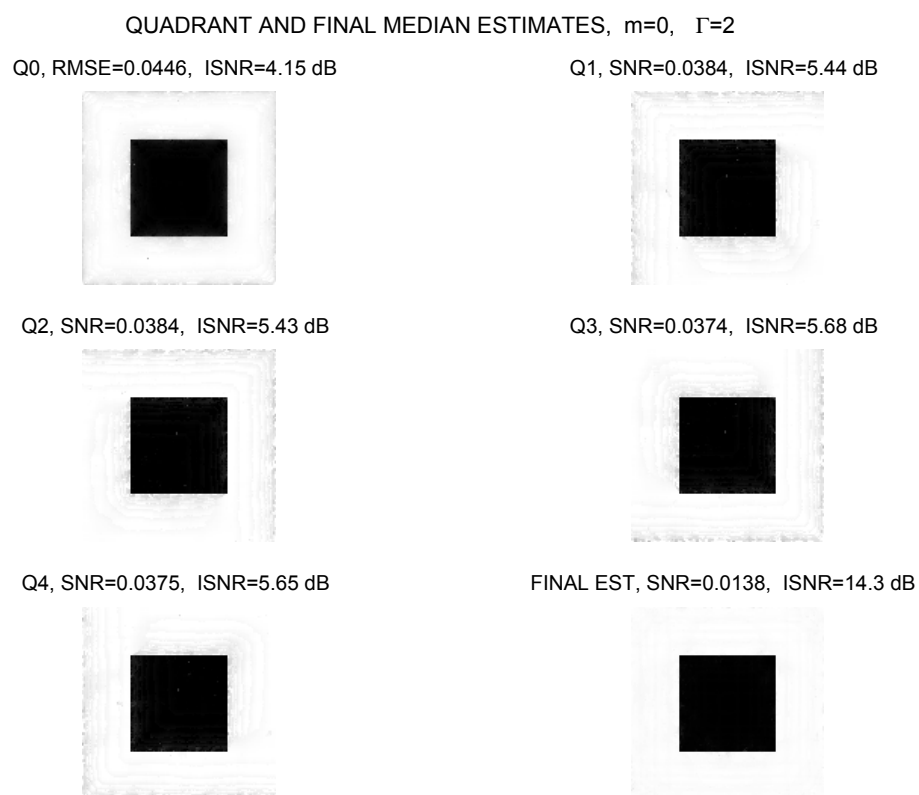 QUADRANT AND FINAL MEDIAN ESTIMATES, m=0, Γ=2
Q0, RMSE=0.0446, ISNR=4.15 dB
Q1, SNR=0.0384, ISNR=5.44 dB
Q2, SNR=0.0384, ISNR=5.43 dB
Q3, SNR=0.0374, ISNR=5.68 dB
Q4, SNR=0.0375, ISNR=5.65 dB
FINAL EST, SNR=0.0138, ISNR=14.3 dB